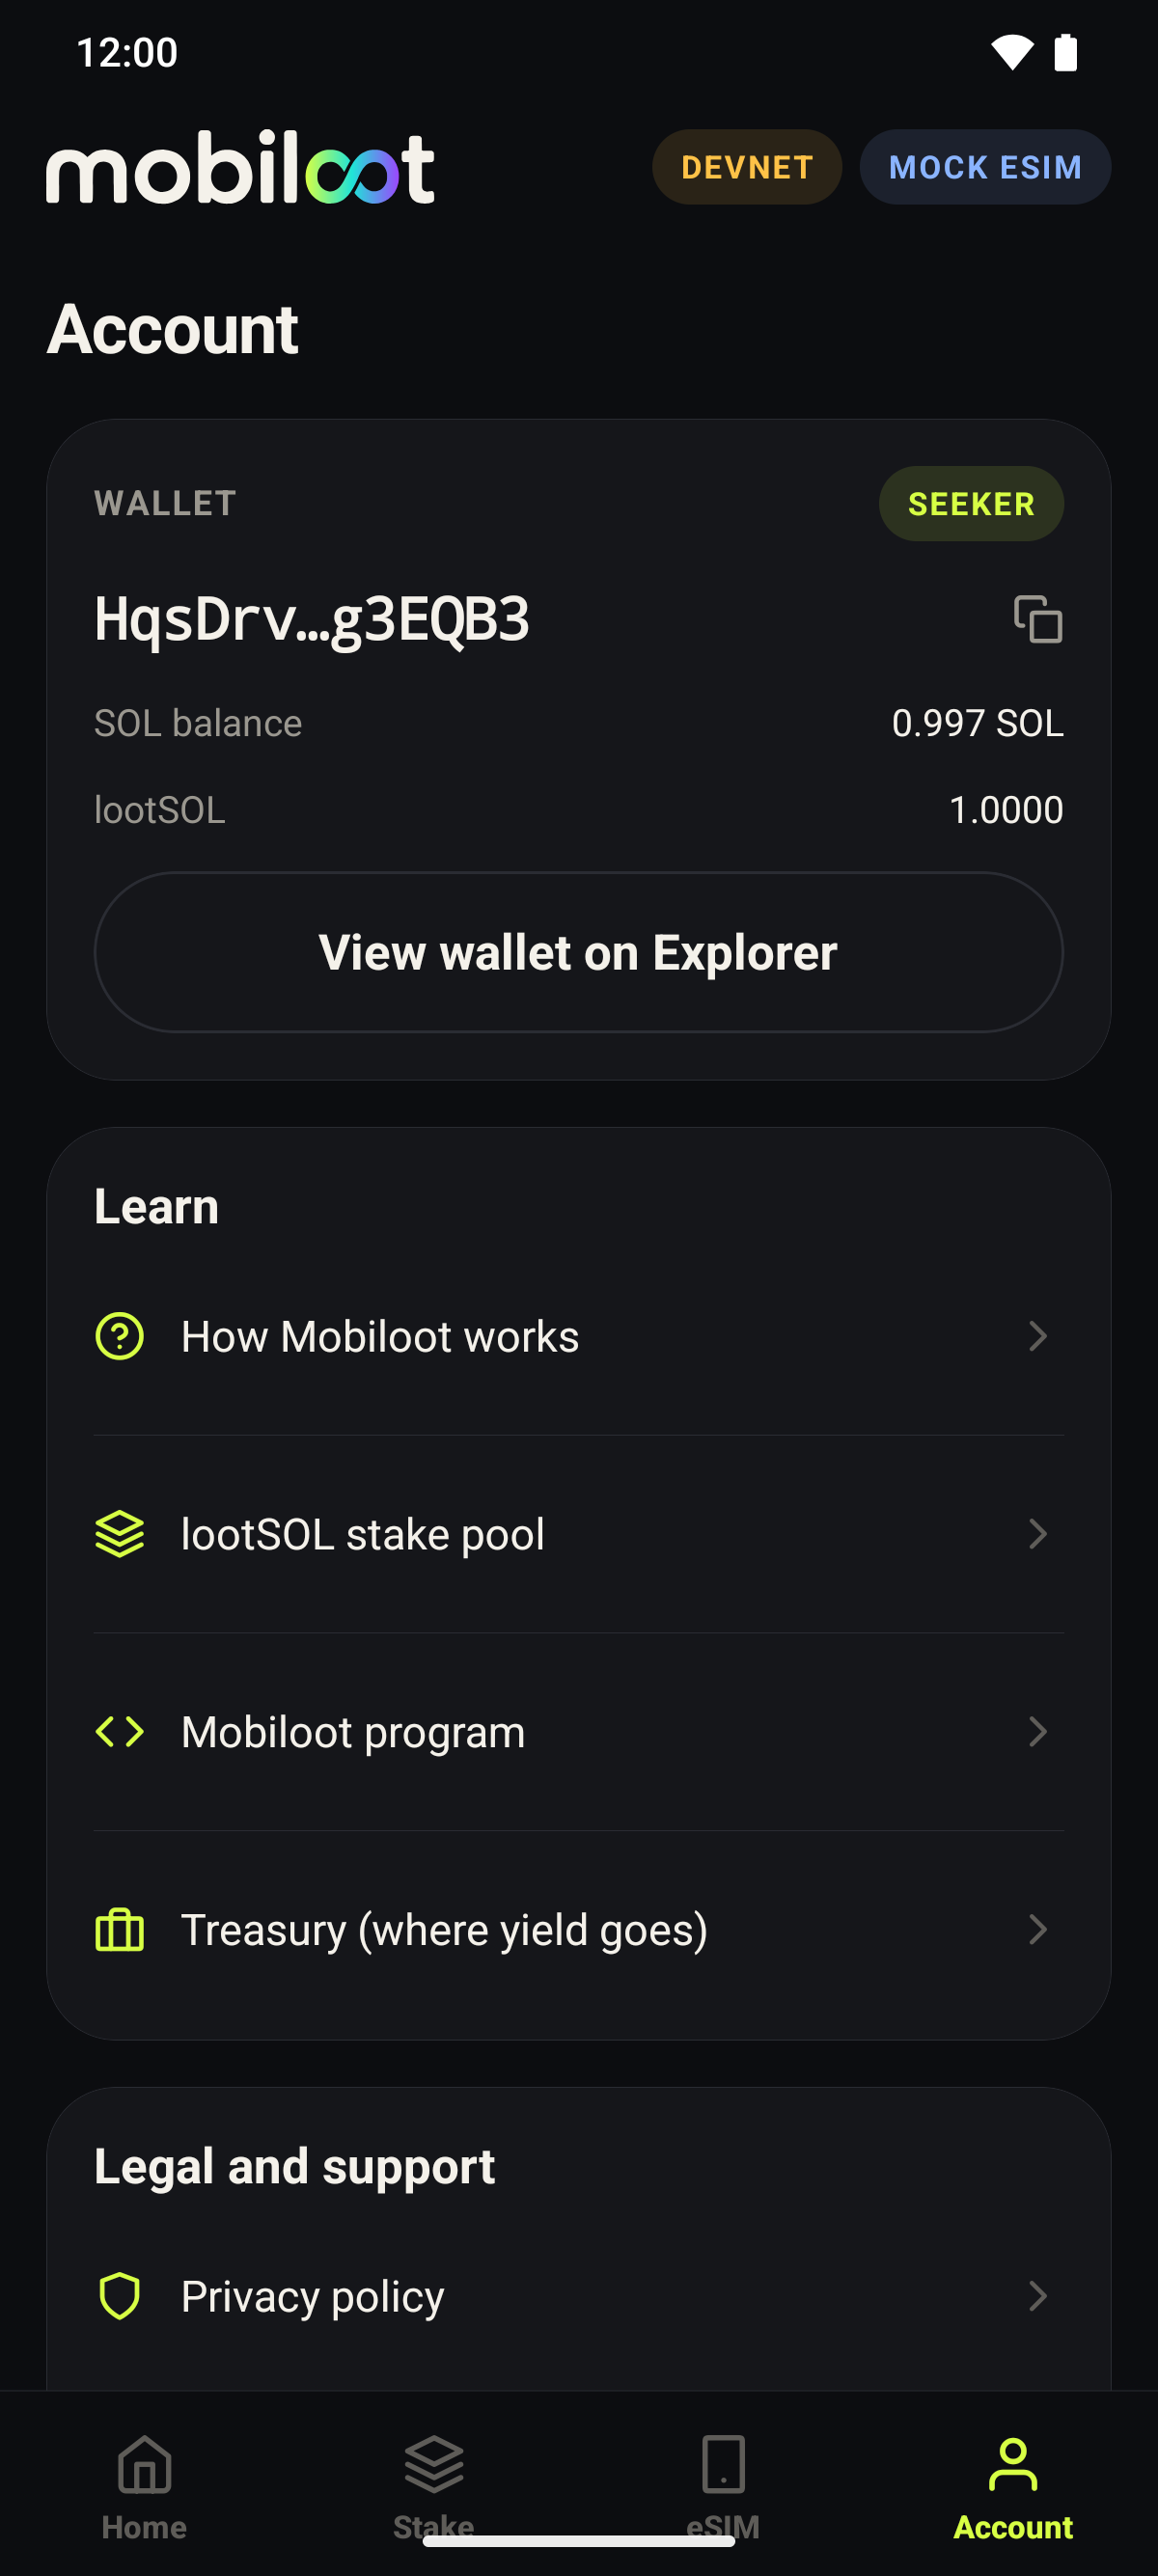 12:00
mobiloot
DEVNET
MOCK ESIM
Account
WALLET
SEEKER
HqsDrv…g3EQB3
SOL balance
0.997 SOL
lootSOL
1.0000
View wallet on Explorer
Learn
How Mobiloot works
lootSOL stake pool
Mobiloot program
Treasury (where yield goes)
Legal and support
Privacy policy
Home
Stake
eSIM
Account